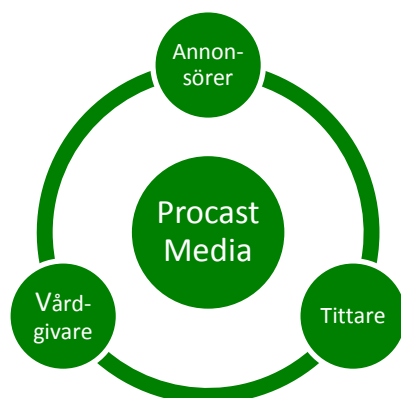 Annon-
sörer
Procast
Media
Vård-
givare
Tittare